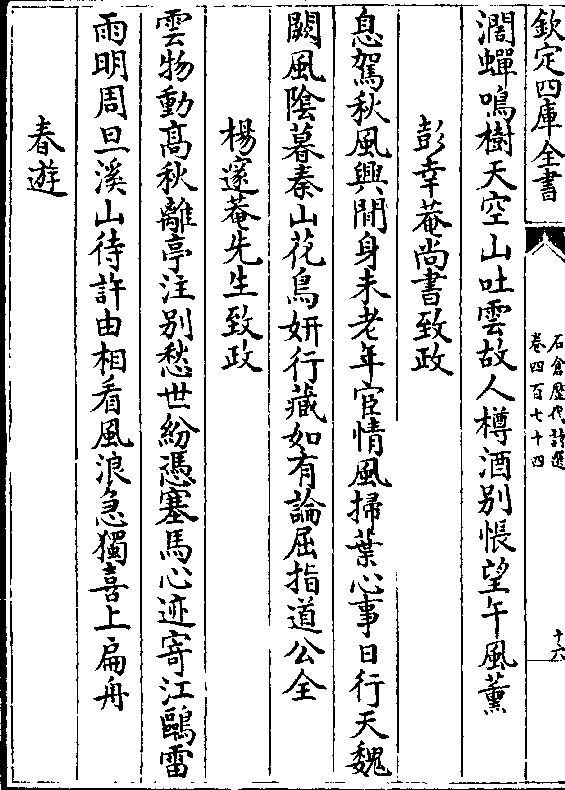 欽定四庫全書
石倉歷代詩選
卷四百七十四
十六
濶蟬鳴樹天空山吐雲故人樽酒别悵望午風薰
彭幸菴尚書致政
息駕秋風興閒身未老年宦情風掃葉心事日行天魏
闕風隂暮秦山花鳥妍行藏如有論屈指道公全
楊邃菴先生致政
雲物動髙秋離亭注别愁世紛憑塞馬心迹寄江鷗雷
雨明周旦溪山待許由相看風浪急獨喜上扁舟
春遊